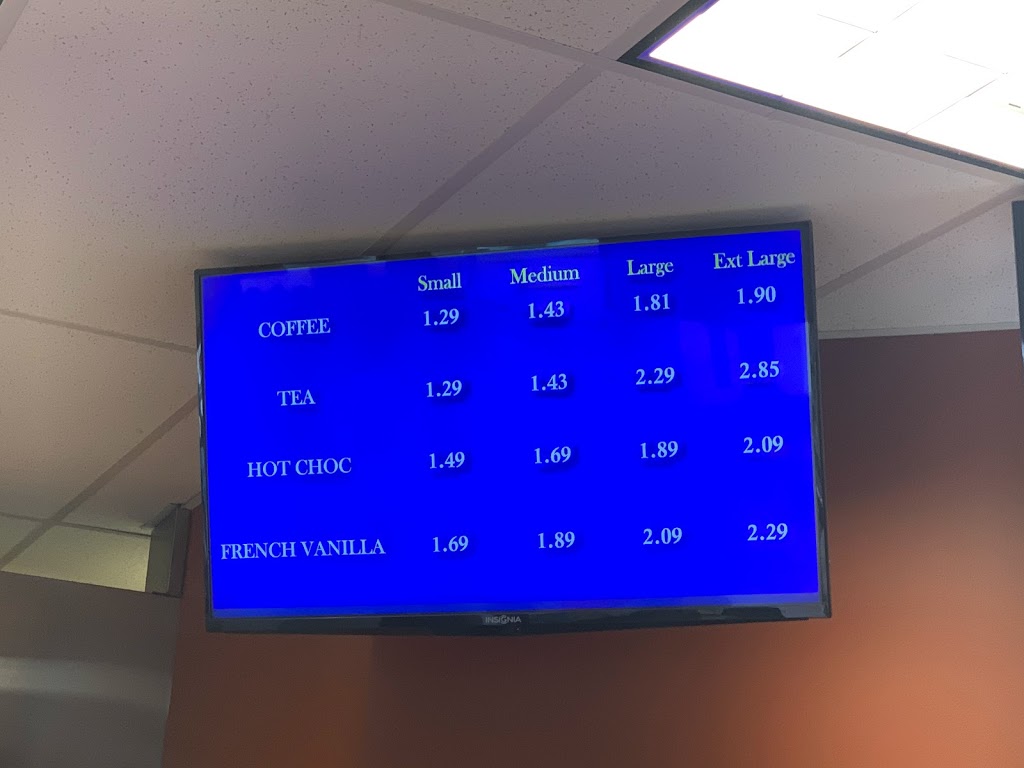 Small Medium Large Ext Large
COFFEE 1.29 1.43 1.81 1.90
TEA 1.29 1.43 2.29 2.85
HOT CHOC 1.49 1.69 1.89 2.09
FRENCH VANILLA 1.69 1.89 2.09 2.29
INSIGNIA